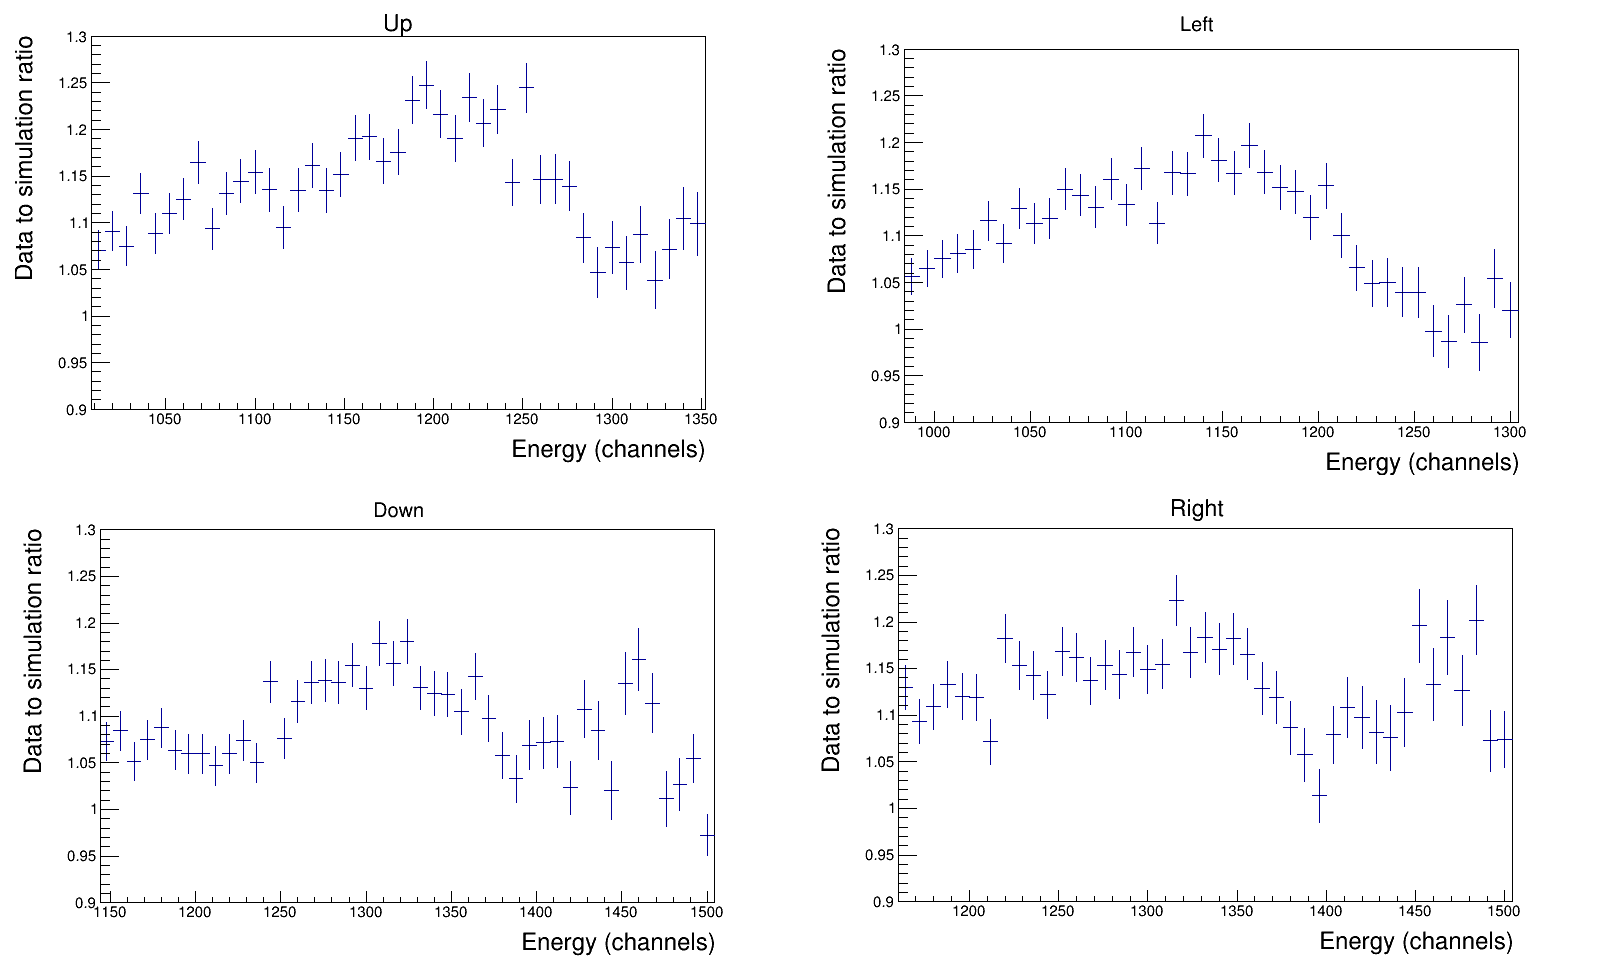 Up
Data to simulation ratio
1.3
1.25
1.2
1.15
1.1
1.05
1
0.95
0.9
1050 1100 1150 1200 1250 1300 1350
Energy (channels)
Left
Data to simulation ratio
1.3
1.25
1.2
1.15
1.1
1.05
1
0.95
0.9
1000 1050 1100 1150 1200 1250 1300
Energy (channels)
Down
Data to simulation ratio
1.3
1.25
1.2
1.15
1.1
1.05
1
0.95
0.9
1150 1200 1250 1300 1350 1400 1450 1500
Energy (channels)
Right
Data to simulation ratio
1.3
1.25
1.2
1.15
1.1
1.05
1
0.95
0.9
1200 1250 1300 1350 1400 1450 1500
Energy (channels)